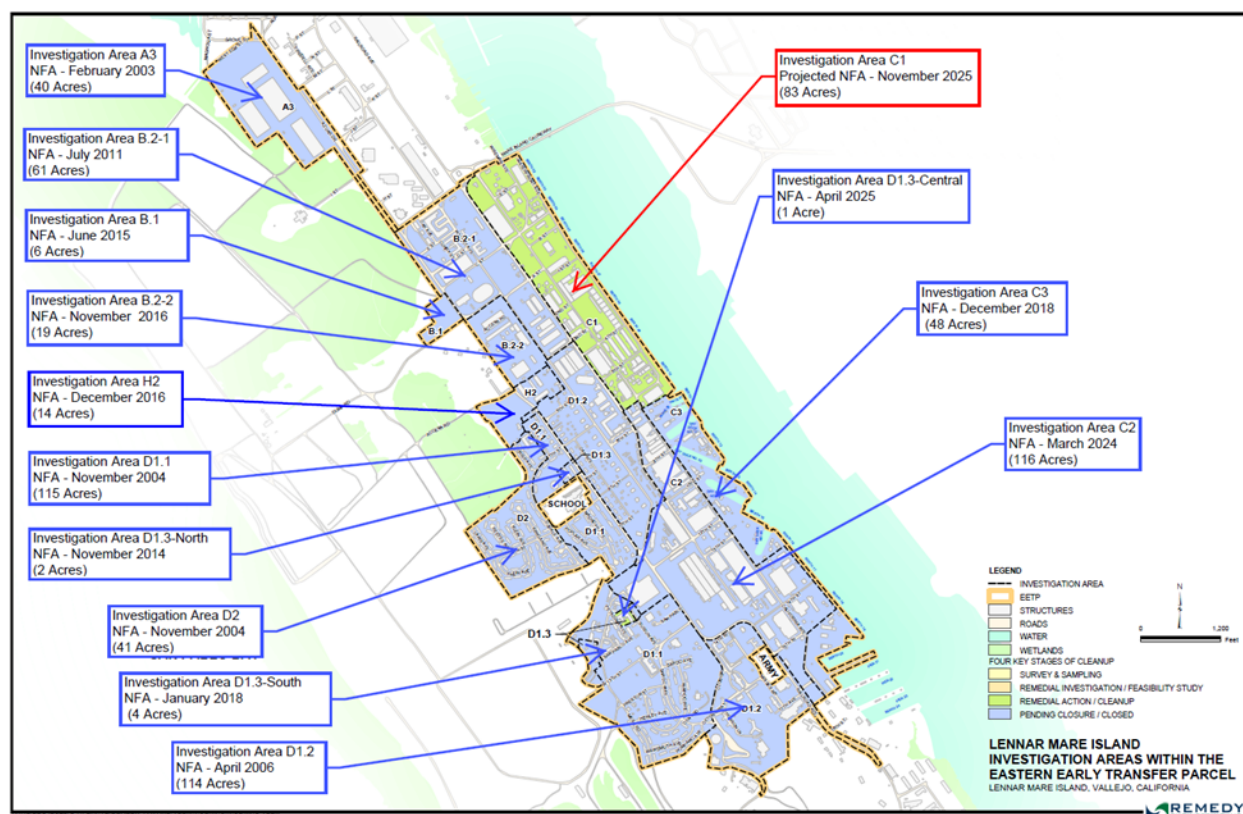 Investigation Area A3
NFA - February 2003
(40 Acres)
Investigation Area B.2-1
NFA - July 2011
(61 Acres)
Investigation Area B.1
NFA - June 2015
(6 Acres)
Investigation Area B.2-2
NFA - November 2016
(19 Acres)
Investigation Area H2
NFA - December 2016
(14 Acres)
Investigation Area D1.1
NFA - November 2004
(115 Acres)
Investigation Area D1.3-North
NFA - November 2014
(2 Acres)
Investigation Area D2
NFA - November 2004
(41 Acres)
Investigation Area D1.3-South
NFA - January 2018
(4 Acres)
Investigation Area D1.2
NFA - April 2006
(114 Acres)
Investigation Area C1
Projected NFA - November 2025
(83 Acres)
Investigation Area D1.3-Central
NFA - April 2025
(1 Acre)
Investigation Area C3
NFA - December 2018
(48 Acres)
Investigation Area C2
NFA - March 2024
(116 Acres)
A3
B.2-1
B.1
C1
B.2-2
H2
D1.2
C3
D1.1
D1.3
C2
SCHOOL
D2
D1.1
D1.3
D1.1
ARMY
D1.2
LEGEND
INVESTIGATION AREA
EETP
STRUCTURES
ROADS
WATER
WETLANDS
FOUR KEY STAGES OF CLEANUP
SURVEY & SAMPLING
REMEDIAL INVESTIGATION / FEASIBILITY STUDY
REMEDIAL ACTION / CLEANUP
PENDING CLOSURE / CLOSED
N
0 1,200
Feet
LENNAR MARE ISLAND
INVESTIGATION AREAS WITHIN THE
EASTERN EARLY TRANSFER PARCEL
LENNAR MARE ISLAND, VALLEJO, CALIFORNIA
REMEDY